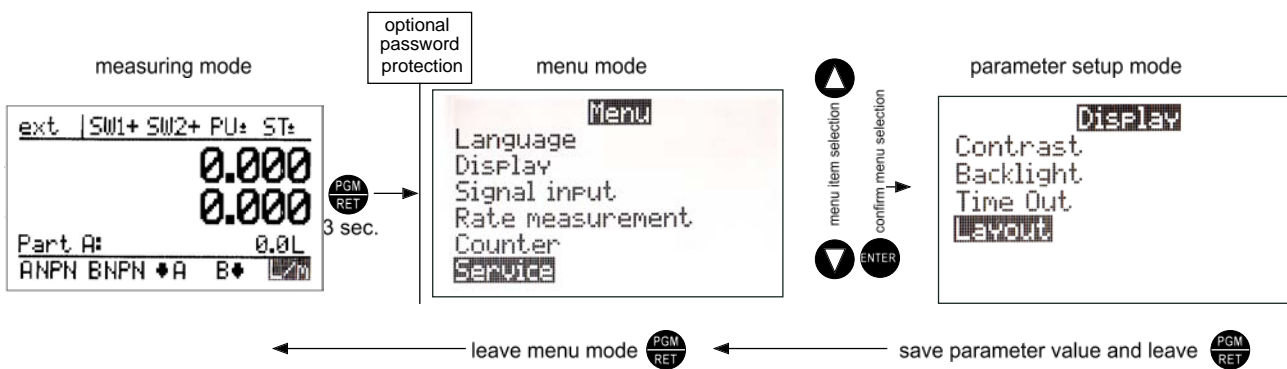 optional
password
protection
measuring mode
menu mode
parameter setup mode
ext |SW1+ SW2+ PU± ST±
0.000
0.000
Part A: 0.0L
ANPN BNPN ♦A B♦ L/m
PGM
RET
3 sec.
Menu
Language
Display
Signal input
Rate measurement
Counter
Service
menu item selection
confirm menu selection
ENTER
Display
Contrast
Backlight
Time Out
Layout
leave menu mode PGM
RET
save parameter value and leave PGM
RET